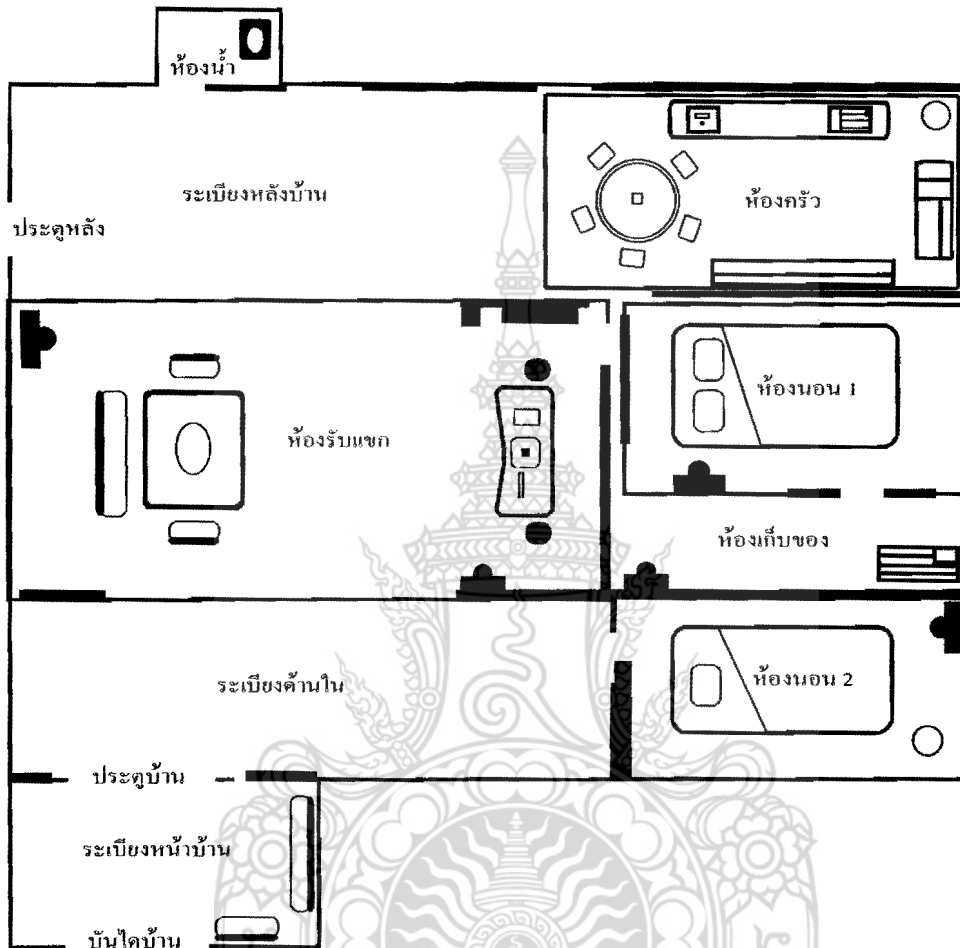 ห้องน้ำ
ระเบียงหลังบ้าน
ห้องครัว
ประตูหลัง
ห้องนอน 1
ห้องรับแขก
ห้องเก็บของ
ห้องนอน 2
ระเบียงด้านใน
ประตูบ้าน
ระเบียงหน้าบ้าน
บันไดบ้าน